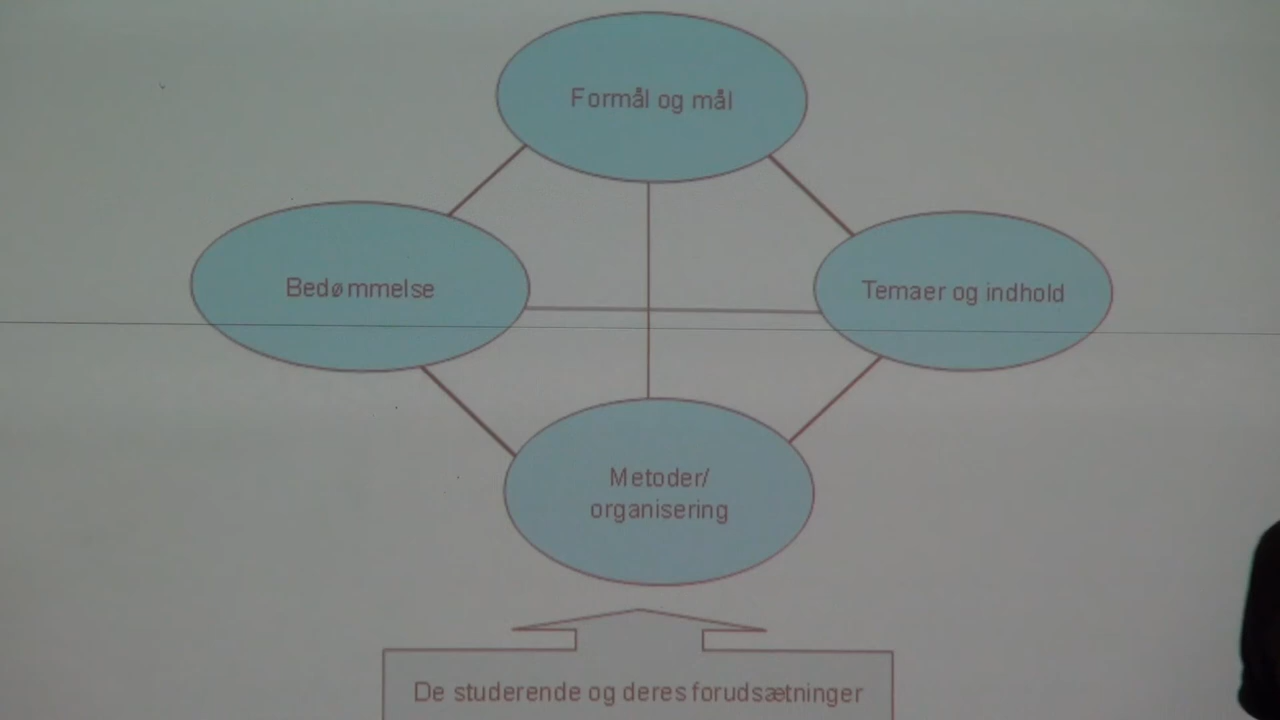 Formål og mål
Bedømmelse
Temaer og indhold
Metoder/
organisering
De studerende og deres forudsætninger